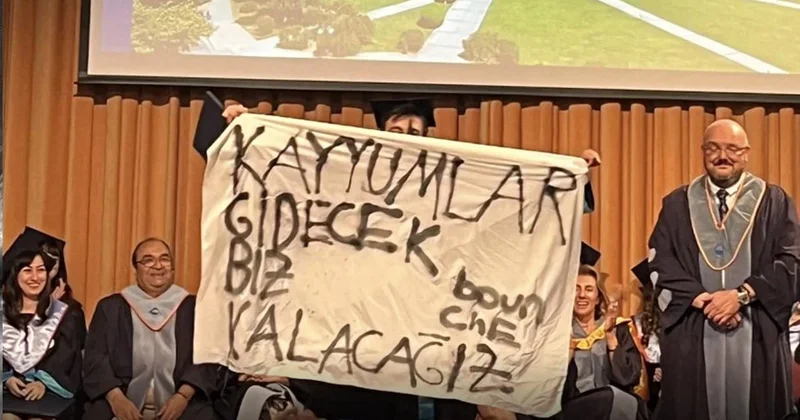 KAYYUMLAR
GİDECEK
BİZ
KALACAĞIZ
boun
ChE